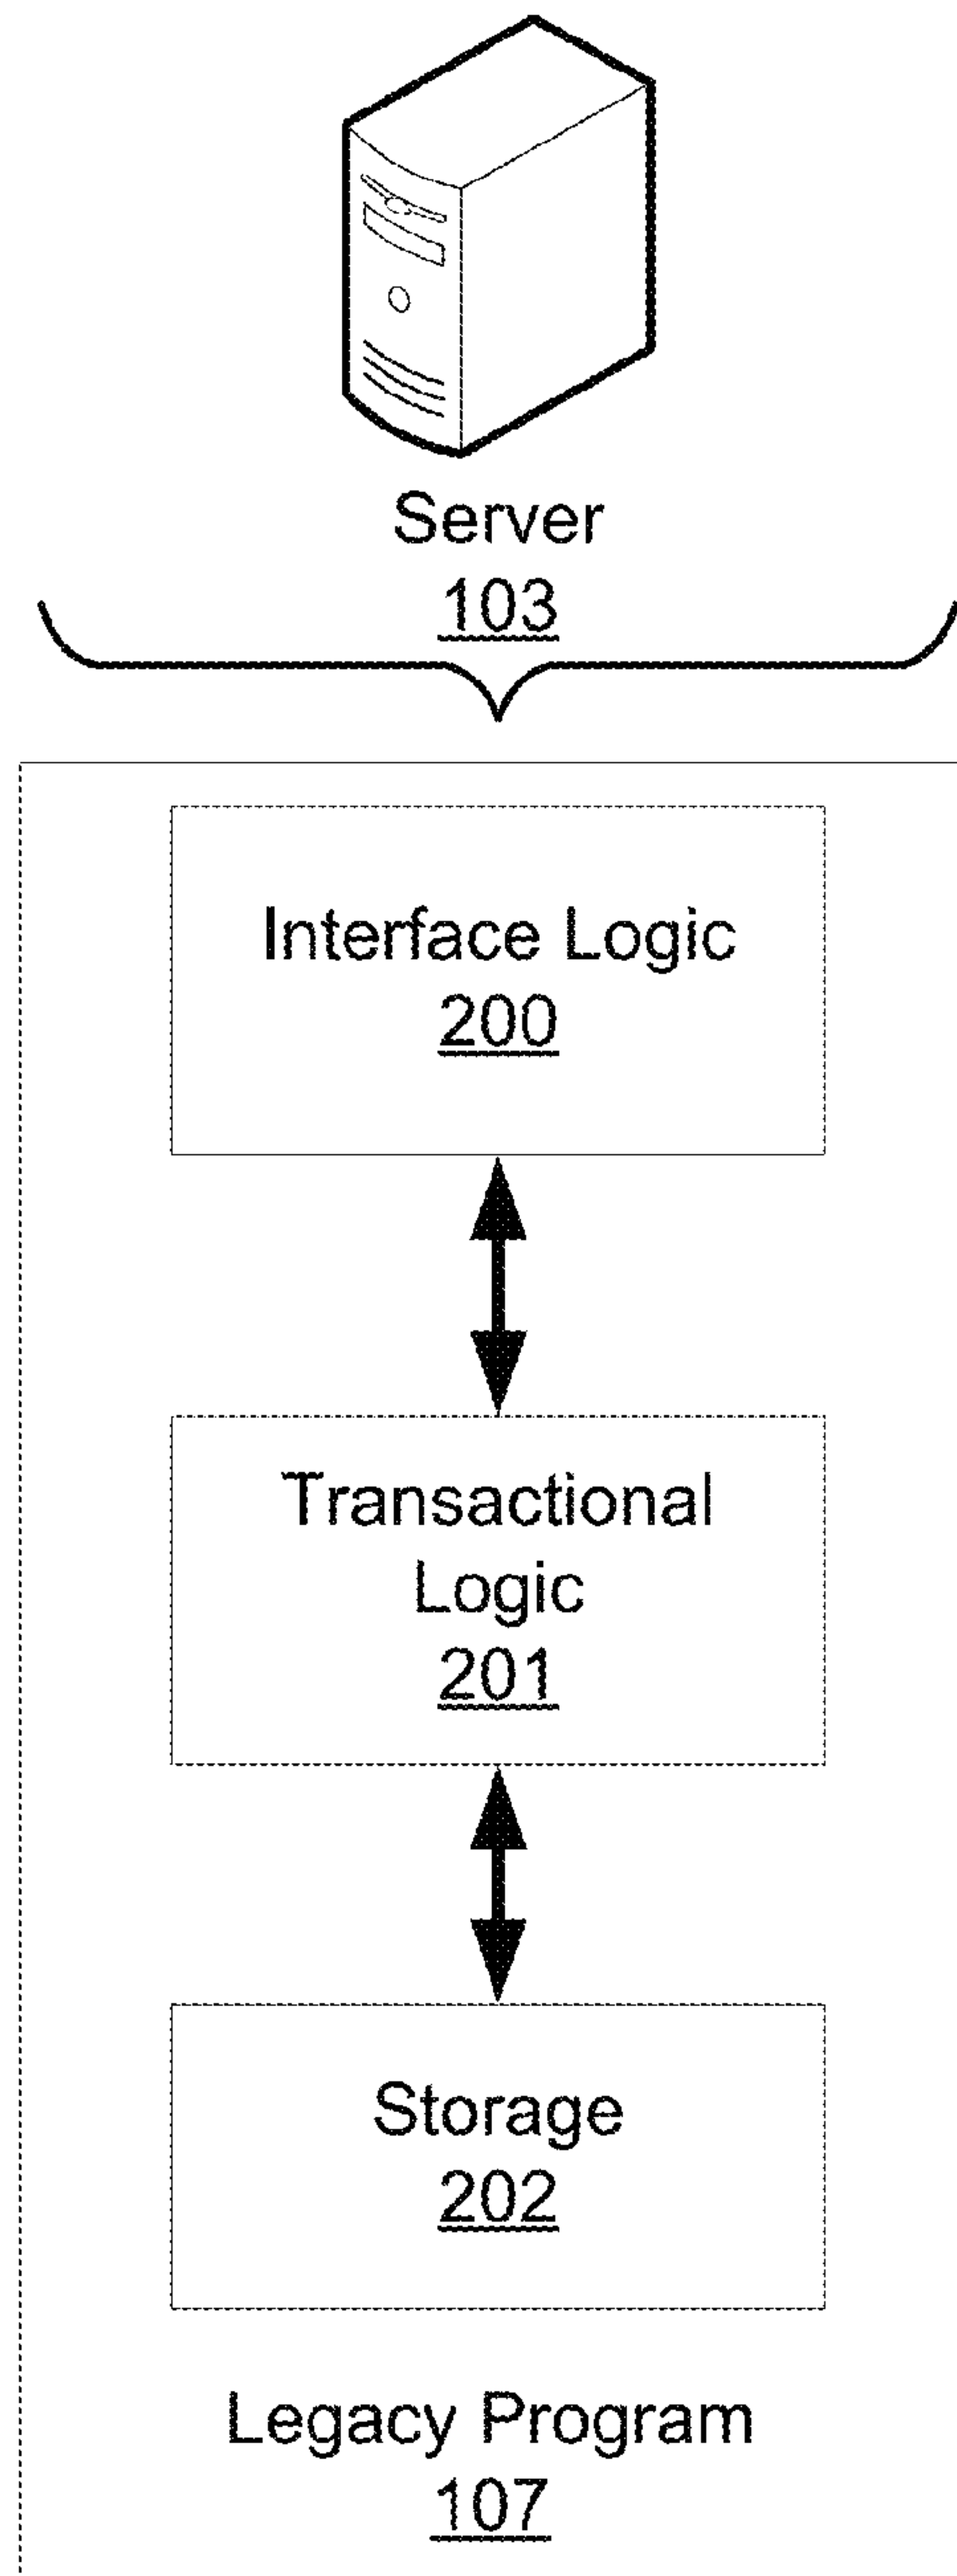 Server
103
Interface Logic
200
Transactional
Logic
201
Storage
202
Legacy Program
107